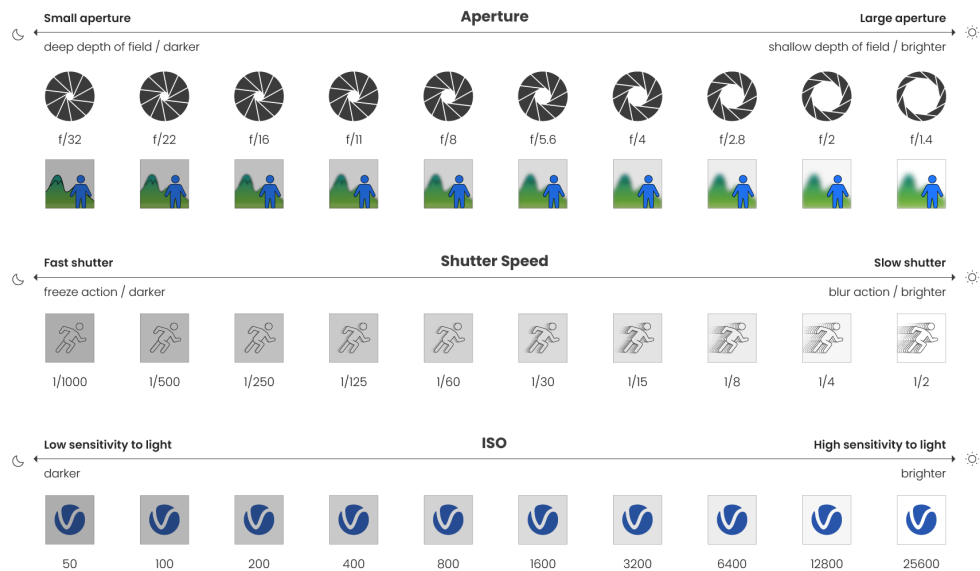 Small aperture Aperture Large aperture
deep depth of field / darker shallow depth of field / brighter
f/32 f/22 f/16 f/11 f/8 f/5.6 f/4 f/2.8 f/2 f/1.4
Fast shutter Shutter Speed Slow shutter
freeze action / darker blur action / brighter
1/1000 1/500 1/250 1/125 1/60 1/30 1/15 1/8 1/4 1/2
Low sensitivity to light ISO High sensitivity to light
darker brighter
50 100 200 400 800 1600 3200 6400 12800 25600